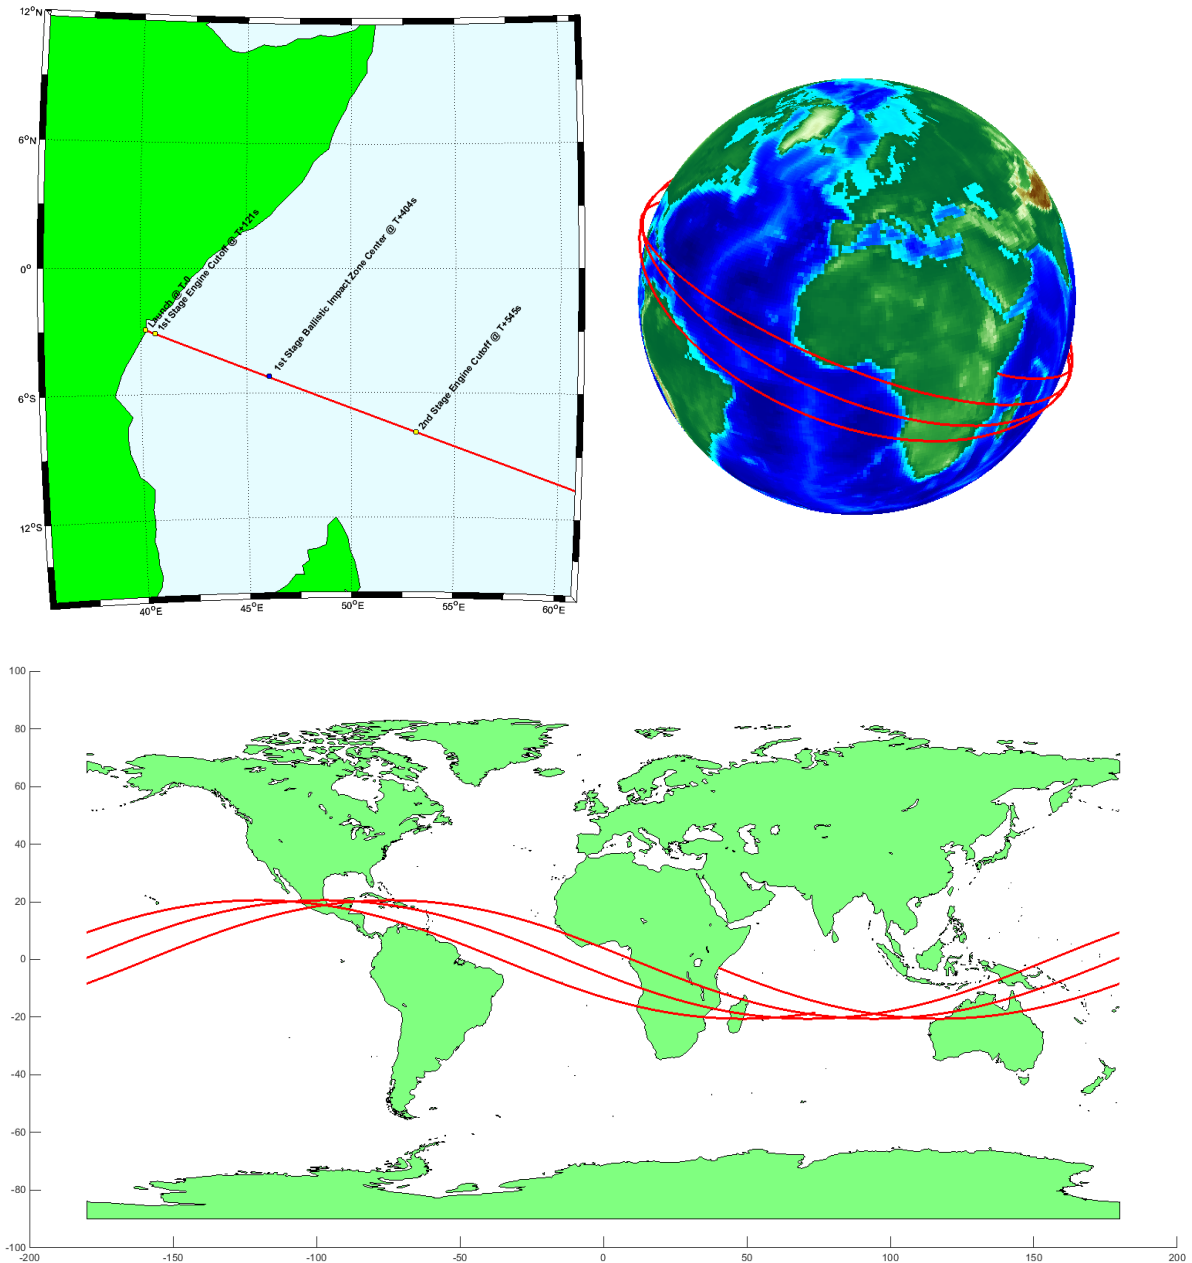 12°N
6°N
0°
6°S
12°S
Launch @ T-0
1st Stage Engine Cutoff @ T+121s
1st Stage Ballistic Impact Zone Center @ T+404s
2nd Stage Engine Cutoff @ T+545s
40°E
45°E
50°E
55°E
60°E
100
80
60
40
20
0
-20
-40
-60
-80
-100
-200
-150
-100
-50
0
50
100
150
200